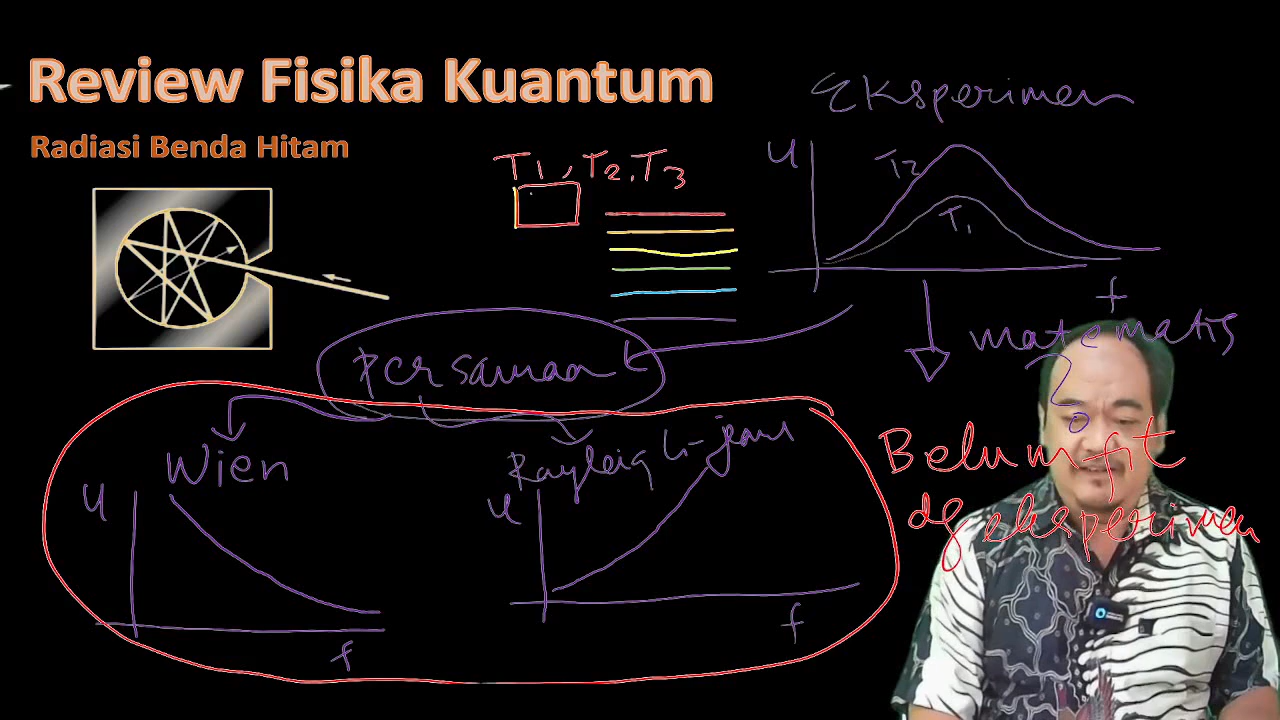 Review Fisika Kuantum
Radiasi Benda Hitam
Eksperimen
T1, T2, T3
U
T2
T1
f
matematis
Persamaan
Wien
Rayleigh-jeans
U
f
U
f
Belum fit
dg eksperimen